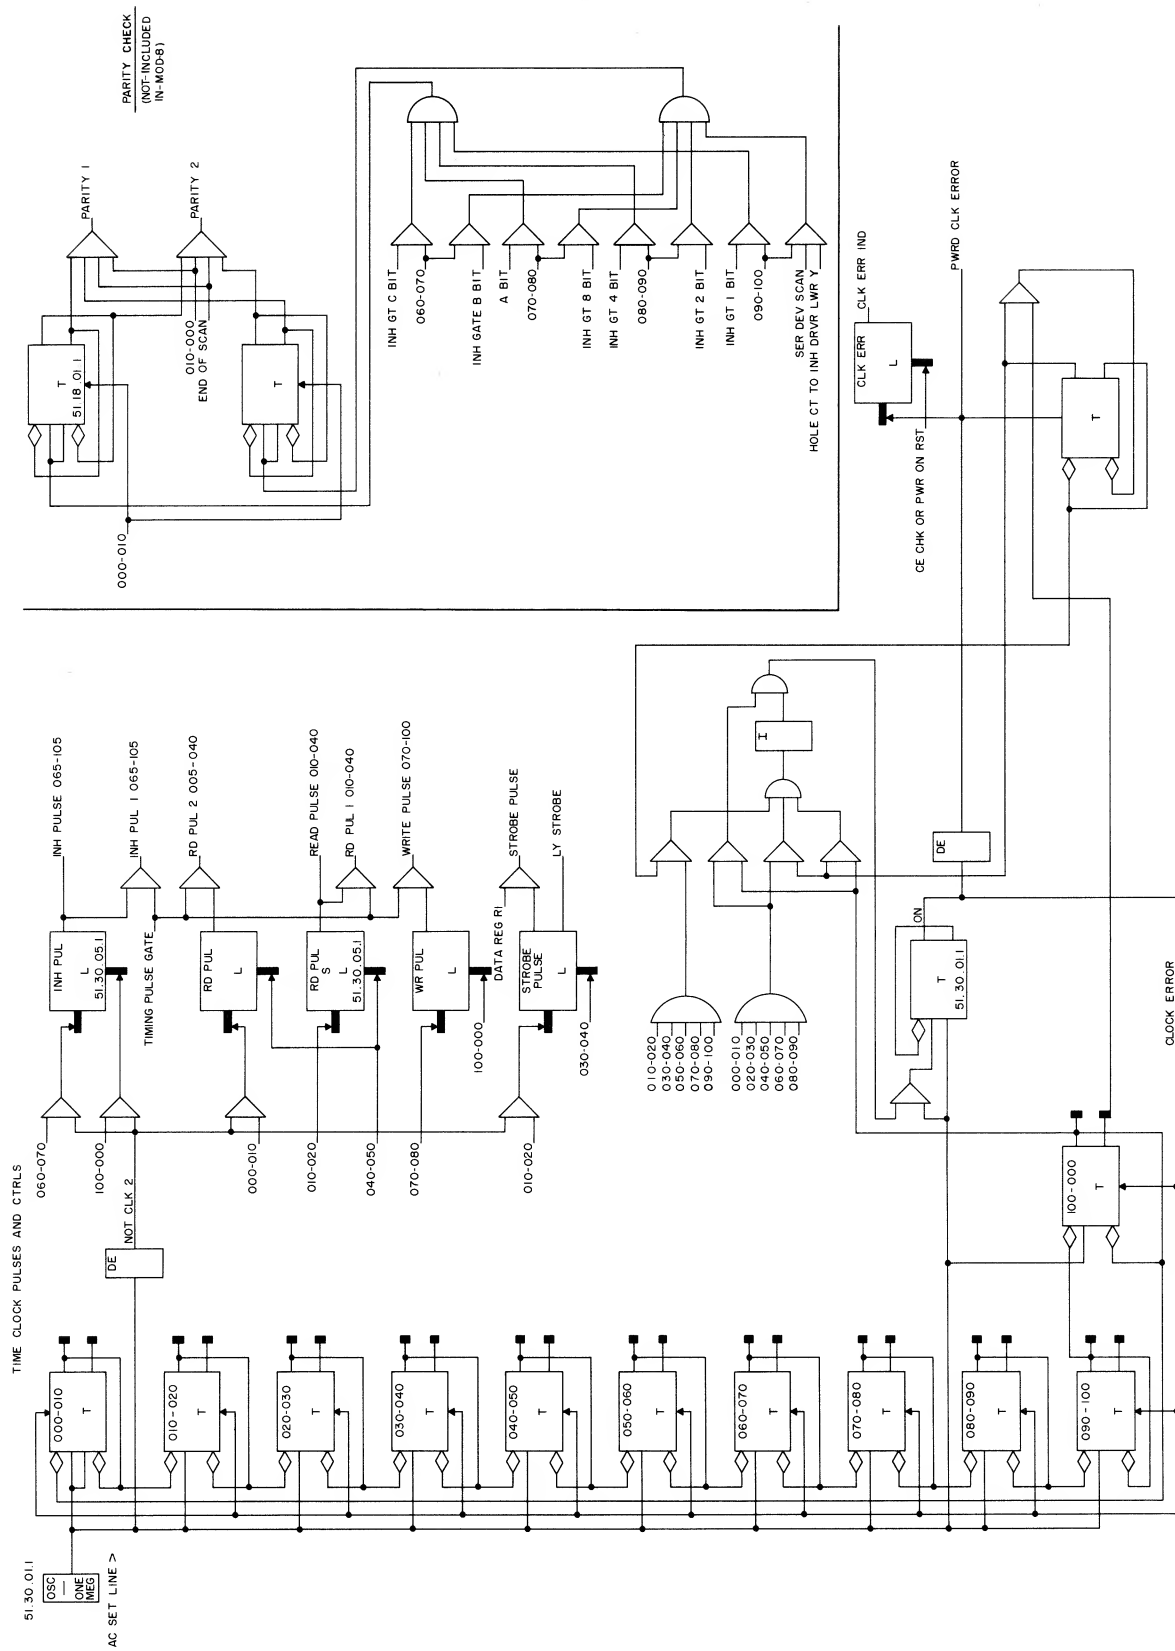 TIME CLOCK PULSES AND CTRLS
51.30.01.1
OSC
—
ONE
MEG
AC SET LINE >
000-010
T
010-020
T
020-030
T
030-040
T
040-050
T
050-060
T
060-070
T
070-080
T
080-090
T
090-100
T
100-000
T
DE
NOT CLK 2
060-070
100-000
000-010
010-020
040-050
070-080
010-020
INH PUL
L
51.30.05.1
TIMING PULSE GATE
RD PUL
L
RD PUL
S
L
51.30.05.1
WR PUL
L
100-000
DATA REG RI
STROBE
PULSE
L
030-040
INH PULSE 065-105
INH PUL 1 065-105
RD PUL 2 005-040
READ PULSE 010-040
RD PUL 1 010-040
WRITE PULSE 070-100
STROBE PULSE
LY STROBE
010-020
030-040
050-060
070-080
090-100
000-010
020-030
040-050
060-070
080-090
I
T
51.30.01.1
ON
DE
CLOCK ERROR
PARITY CHECK
(NOT-INCLUDED
IN-MOD-8)
000-010
T
51.18.01.1
T
010-000
END OF SCAN
PARITY 1
PARITY 2
INH GT C BIT
060-070
INH GATE B BIT
A BIT
070-080
INH GT 8 BIT
INH GT 4 BIT
080-090
INH GT 2 BIT
INH GT 1 BIT
090-100
SER DEV SCAN
HOLE CT TO INH DRVR LWR Y
CLK ERR
L
CLK ERR IND
CE CHK OR PWR ON RST
PWRD CLK ERROR
T